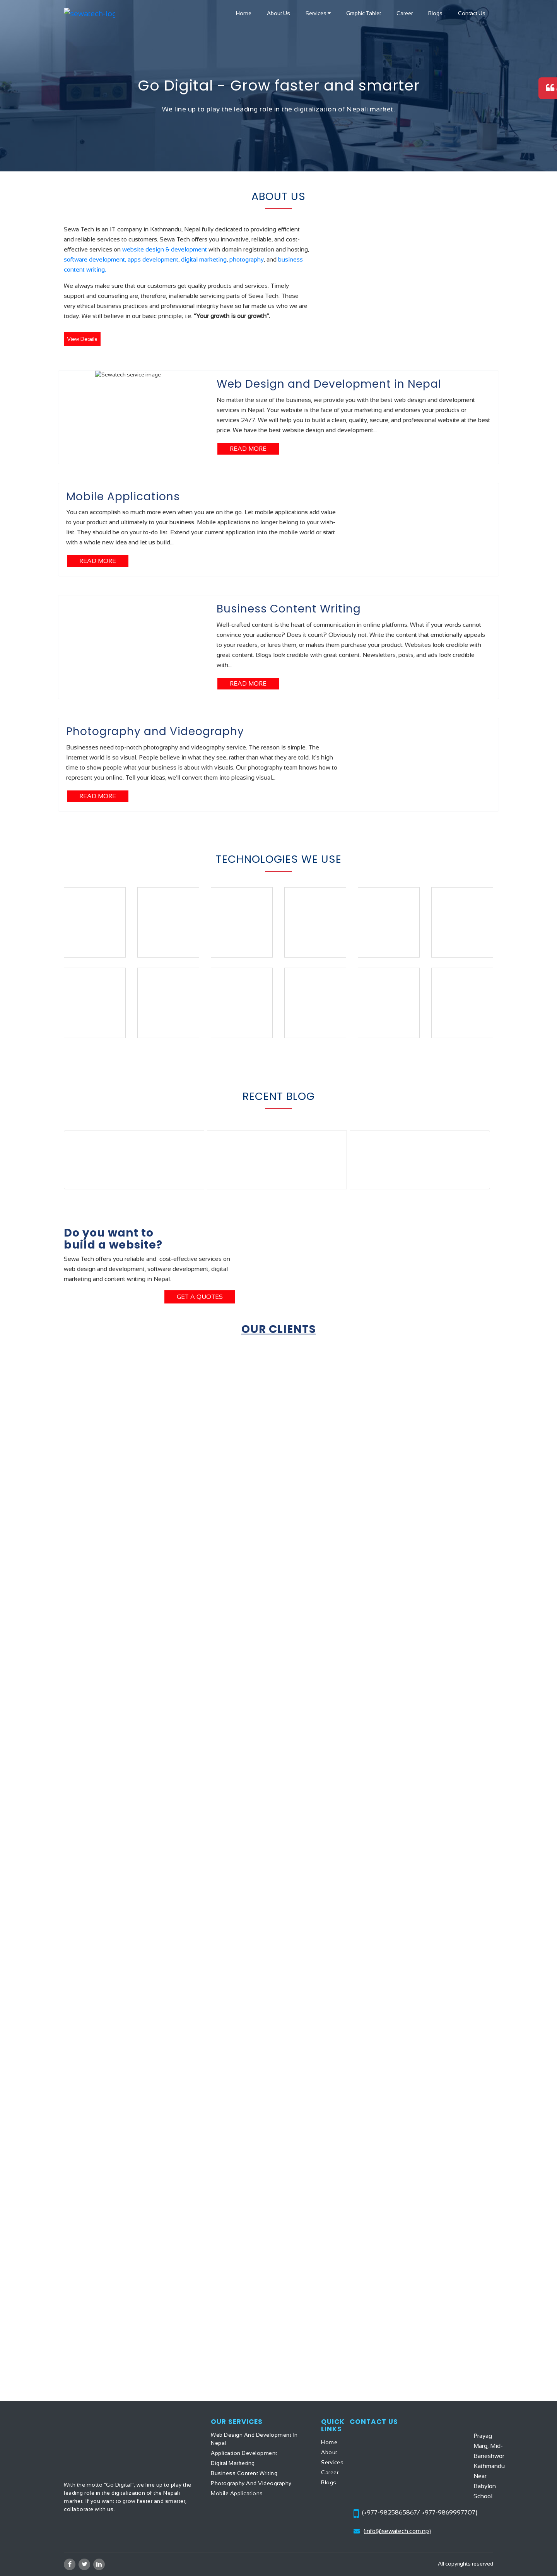 Home About Us Services Graphic Tablet Career Blogs Contact Us
Go Digital - Grow faster and smarter
We line up to play the leading role in the digitalization of Nepali market.
ABOUT US
Sewa Tech is an IT company in Kathmandu, Nepal fully dedicated to providing efficient
and reliable services to customers. Sewa Tech offers you innovative, reliable, and cost-
effective services on website design & development with domain registration and hosting,
software development, apps development, digital marketing, photography, and business
content writing.
We always make sure that our customers get quality products and services. Timely
support and counseling are, therefore, inalienable servicing parts of Sewa Tech. These
very ethical business practices and professional integrity have so far made us who we are
today. We still believe in our basic principle; i.e. "Your growth is our growth".
View Details
Sewatech service image
Web Design and Development in Nepal
No matter the size of the business, we provide you with the best web design and development
services in Nepal. Your website is the face of your marketing and endorses your products or
services 24/7. We will help you to build a clean, quality, secure, and professional website at the best
price. We have the best website design and development...
READ MORE
Mobile Applications
You can accomplish so much more even when you are on the go. Let mobile applications add value
to your product and ultimately to your business. Mobile applications no longer belong to your wish-
list. They should be on your to-do list. Extend your current application into the mobile world or start
with a whole new idea and let us build...
READ MORE
Business Content Writing
Well-crafted content is the heart of communication in online platforms. What if your words cannot
convince your audience? Does it count? Obviously not. Write the content that emotionally appeals
to your readers, or lures them, or makes them purchase your product. Websites look credible with
great content. Blogs look credible with great content. Newsletters, posts, and ads look credible
with...
READ MORE
Photography and Videography
Businesses need top-notch photography and videography service. The reason is simple. The
Internet world is so visual. People believe in what they see, rather than what they are told. It's high
time to show people what your business is about with visuals. Our photography team knows how to
represent you online. Tell your ideas, we'll convert them into pleasing visual...
READ MORE
TECHNOLOGIES WE USE
RECENT BLOG
Do you want to
build a website?
Sewa Tech offers you reliable and cost-effective services on
web design and development, software development, digital
marketing and content writing in Nepal.
GET A QUOTES
OUR CLIENTS
With the motto "Go Digital", we line up to play the
leading role in the digitalization of the Nepali
market. If you want to grow faster and smarter,
collaborate with us.
OUR SERVICES
Web Design And Development In
Nepal
Application Development
Digital Marketing
Business Content Writing
Photography And Videography
Mobile Applications
QUICK
LINKS
Home
About
Services
Career
Blogs
CONTACT US
Prayag
Marg, Mid-
Baneshwor
Kathmandu
Near
Babylon
School
(+977-9825865867/ +977-9869997707)
(info@sewatech.com.np)
All copyrights reserved